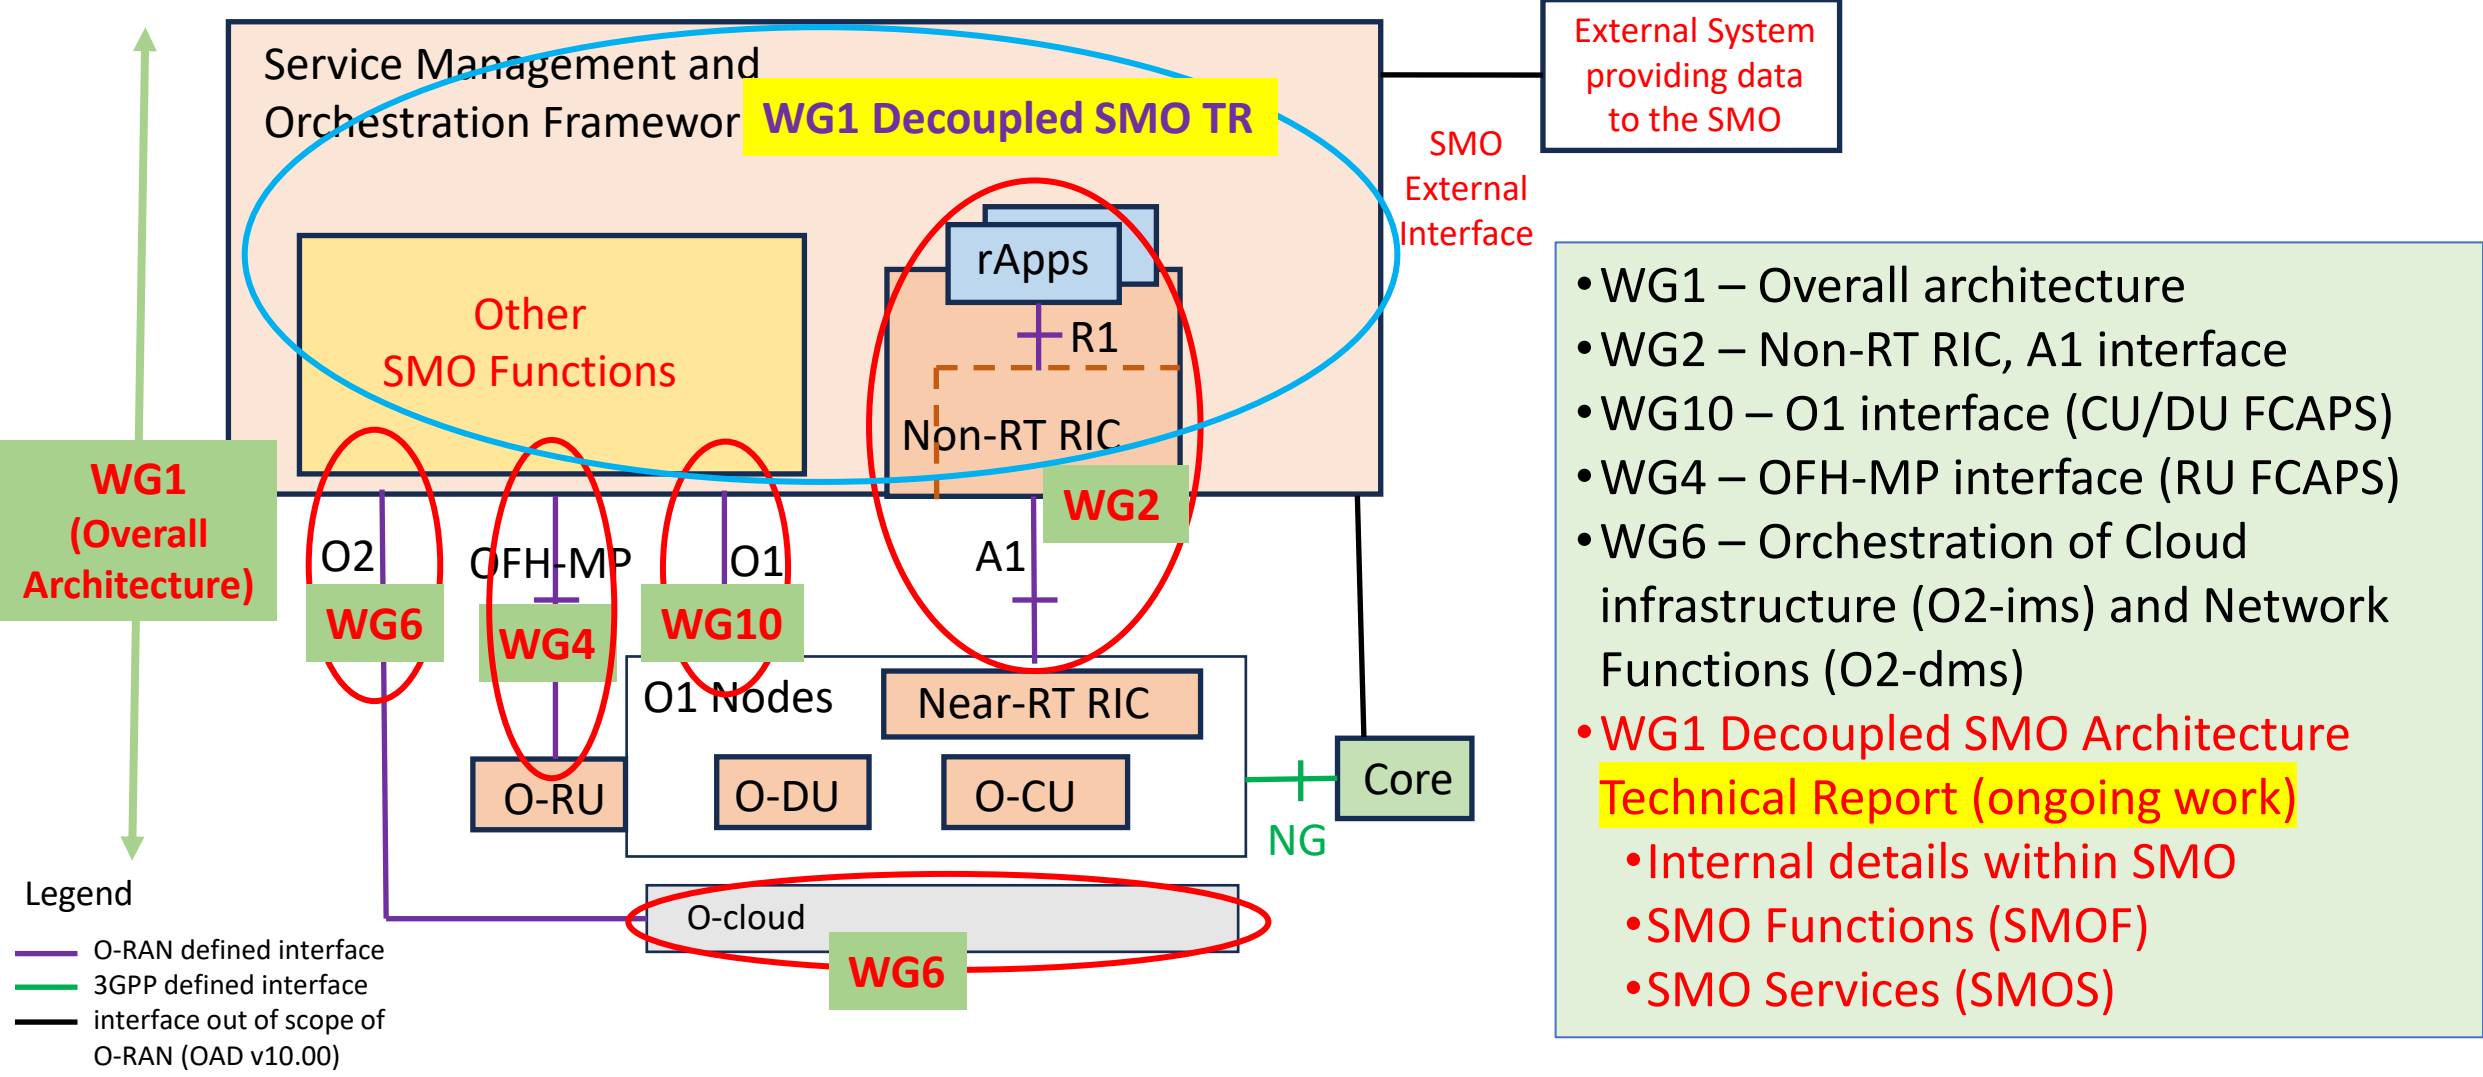 Service Management and
Orchestration Framewor
WG1 Decoupled SMO TR
External System
providing data
to the SMO
SMO
External
Interface
rApps
R1
Other
SMO Functions
Non-RT RIC
WG1
(Overall
Architecture)
WG2
O2
OFH-MP
O1
A1
WG6
WG4
WG10
O1 Nodes
Near-RT RIC
O-RU
O-DU
O-CU
Core
NG
O-cloud
WG6
Legend
O-RAN defined interface
3GPP defined interface
interface out of scope of
O-RAN (OAD v10.00)
•WG1 – Overall architecture
•WG2 – Non-RT RIC, A1 interface
•WG10 – O1 interface (CU/DU FCAPS)
•WG4 – OFH-MP interface (RU FCAPS)
•WG6 – Orchestration of Cloud
infrastructure (O2-ims) and Network
Functions (O2-dms)
•WG1 Decoupled SMO Architecture
Technical Report (ongoing work)
•Internal details within SMO
•SMO Functions (SMOF)
•SMO Services (SMOS)